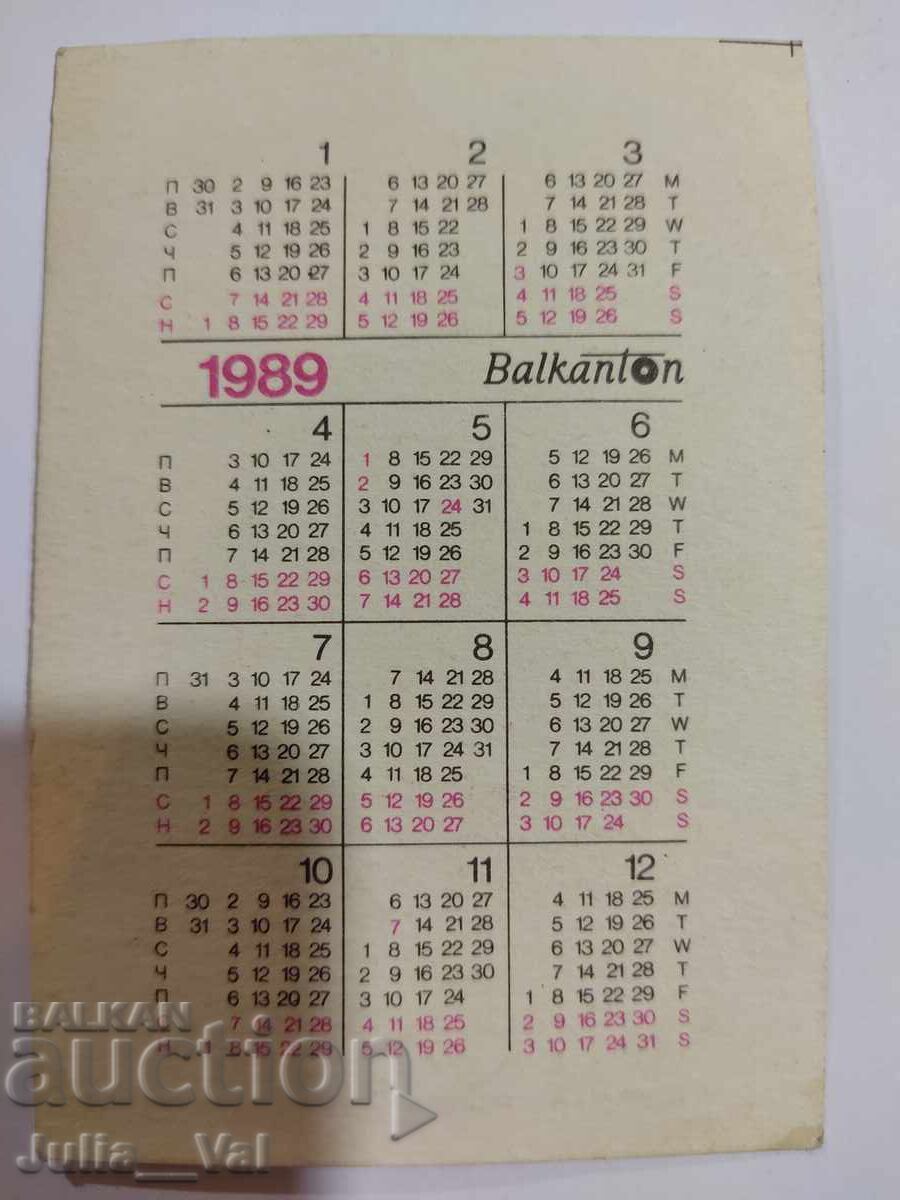 1 2 3
П 30 2 9 16 23 6 13 20 27 6 13 20 27 M
В 31 3 10 17 24 7 14 21 28 7 14 21 28 T
С 4 11 18 25 1 8 15 22 1 8 15 22 29 W
Ч 5 12 19 26 2 9 16 23 2 9 16 23 30 T
П 6 13 20 27 3 10 17 24 3 10 17 24 31 F
С 7 14 21 28 4 11 18 25 4 11 18 25 S
Н 1 8 15 22 29 5 12 19 26 5 12 19 26 S
1989 Balkanton
4 5 6
П 3 10 17 24 1 8 15 22 29 5 12 19 26 M
В 4 11 18 25 2 9 16 23 30 6 13 20 27 T
С 5 12 19 26 3 10 17 24 31 7 14 21 28 W
Ч 6 13 20 27 4 11 18 25 1 8 15 22 29 T
П 7 14 21 28 5 12 19 26 2 9 16 23 30 F
С 1 8 15 22 29 6 13 20 27 3 10 17 24 S
Н 2 9 16 23 30 7 14 21 28 4 11 18 25 S
7 8 9
П 31 3 10 17 24 7 14 21 28 4 11 18 25 M
В 4 11 18 25 1 8 15 22 29 5 12 19 26 T
С 5 12 19 26 2 9 16 23 30 6 13 20 27 W
Ч 6 13 20 27 3 10 17 24 31 7 14 21 28 T
П 7 14 21 28 4 11 18 25 1 8 15 22 29 F
С 1 8 15 22 29 5 12 19 26 2 9 16 23 30 S
Н 2 9 16 23 30 6 13 20 27 3 10 17 24 S
10 11 12
П 30 2 9 16 23 6 13 20 27 4 11 18 25 M
В 31 3 10 17 24 7 14 21 28 5 12 19 26 T
С 4 11 18 25 1 8 15 22 29 6 13 20 27 W
Ч 5 12 19 26 2 9 16 23 30 7 14 21 28 T
П 6 13 20 27 3 10 17 24 1 8 15 22 29 F
С 7 14 21 28 4 11 18 25 2 9 16 23 30 S
Н 1 8 15 22 29 5 12 19 26 3 10 17 24 31 S
BALKAN
auction
Julia__Val